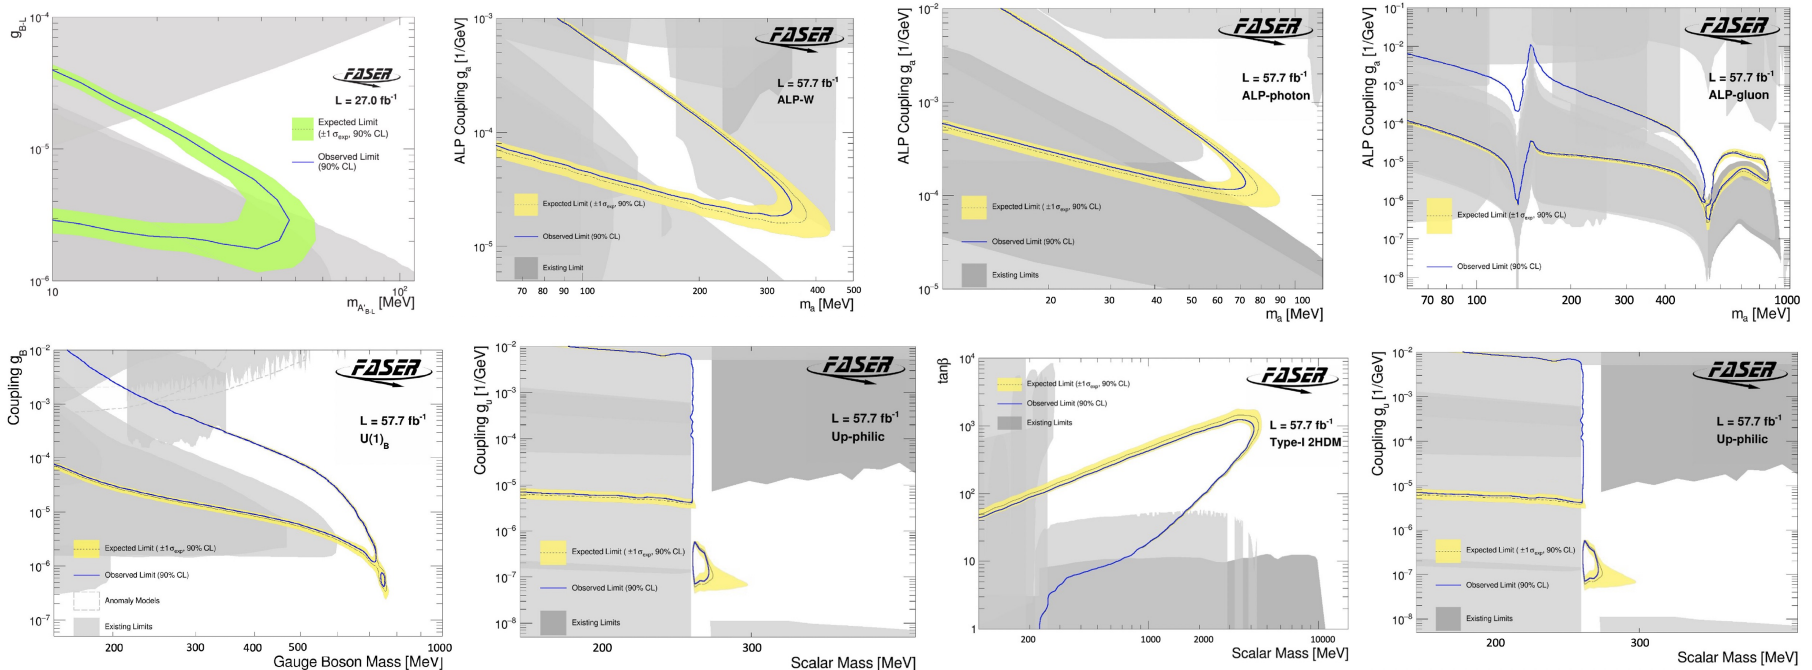 g_B-L
10⁻⁴
10⁻⁵
10⁻⁶
10
10²
m_A'B-L [MeV]
FASER
L = 27.0 fb⁻¹
Expected Limit
(±1 σ_exp, 90% CL)
Observed Limit
(90% CL)
ALP Coupling g_a [1/GeV]
10⁻³
10⁻⁴
10⁻⁵
70 80 90 100 200 300 400 500
m_a [MeV]
FASER
L = 57.7 fb⁻¹
ALP-W
Expected Limit (±1 σ_exp, 90% CL)
Observed Limit (90% CL)
Existing Limit
ALP Coupling g_a [1/GeV]
10⁻²
10⁻³
10⁻⁴
10⁻⁵
20 30 40 50 60 70 80 90 100
m_a [MeV]
FASER
L = 57.7 fb⁻¹
ALP-photon
Expected Limit (±1 σ_exp, 90% CL)
Observed Limit (90% CL)
Existing Limits
ALP Coupling g_a [1/GeV]
10⁻¹
10⁻²
10⁻³
10⁻⁴
10⁻⁵
10⁻⁶
10⁻⁷
10⁻⁸
70 80 100 200 300 400 1000
m_a [MeV]
FASER
L = 57.7 fb⁻¹
ALP-gluon
Expected Limit (±1 σ_exp, 90% CL)
Observed Limit (90% CL)
Coupling g_B
10⁻²
10⁻³
10⁻⁴
10⁻⁵
10⁻⁶
10⁻⁷
200 300 400 500 1000
Gauge Boson Mass [MeV]
FASER
L = 57.7 fb⁻¹
U(1)_B
Expected Limit (±1 σ_exp, 90% CL)
Observed Limit (90% CL)
Anomaly Models
Existing Limits
Coupling g_u [1/GeV]
10⁻²
10⁻³
10⁻⁴
10⁻⁵
10⁻⁶
10⁻⁷
10⁻⁸
200 300
Scalar Mass [MeV]
FASER
L = 57.7 fb⁻¹
Up-philic
Expected Limit (±1 σ_exp, 90% CL)
Observed Limit (90% CL)
Existing Limits
tanβ
10⁴
10³
10²
10
1
200 1000 2000 10000
Scalar Mass [MeV]
FASER
L = 57.7 fb⁻¹
Type-I 2HDM
Expected Limit (±1 σ_exp, 90% CL)
Observed Limit (90% CL)
Existing Limits
Coupling g_u [1/GeV]
10⁻²
10⁻³
10⁻⁴
10⁻⁵
10⁻⁶
10⁻⁷
10⁻⁸
200 300
Scalar Mass [MeV]
FASER
L = 57.7 fb⁻¹
Up-philic
Expected Limit (±1 σ_exp, 90% CL)
Observed Limit (90% CL)
Existing Limits